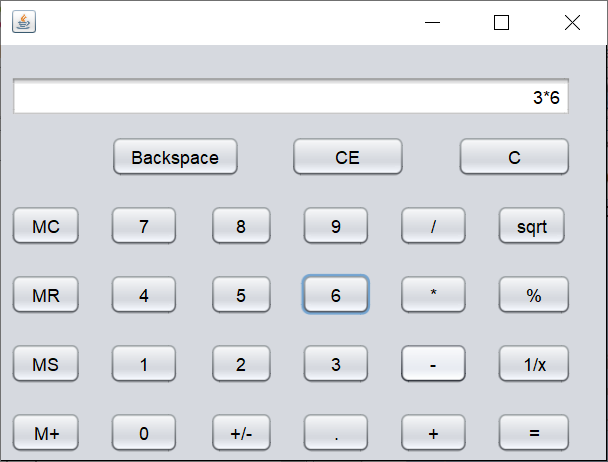 3*6
Backspace CE C
MC 7 8 9 / sqrt
MR 4 5 6 * %
MS 1 2 3 - 1/x
M+ 0 +/- . + =